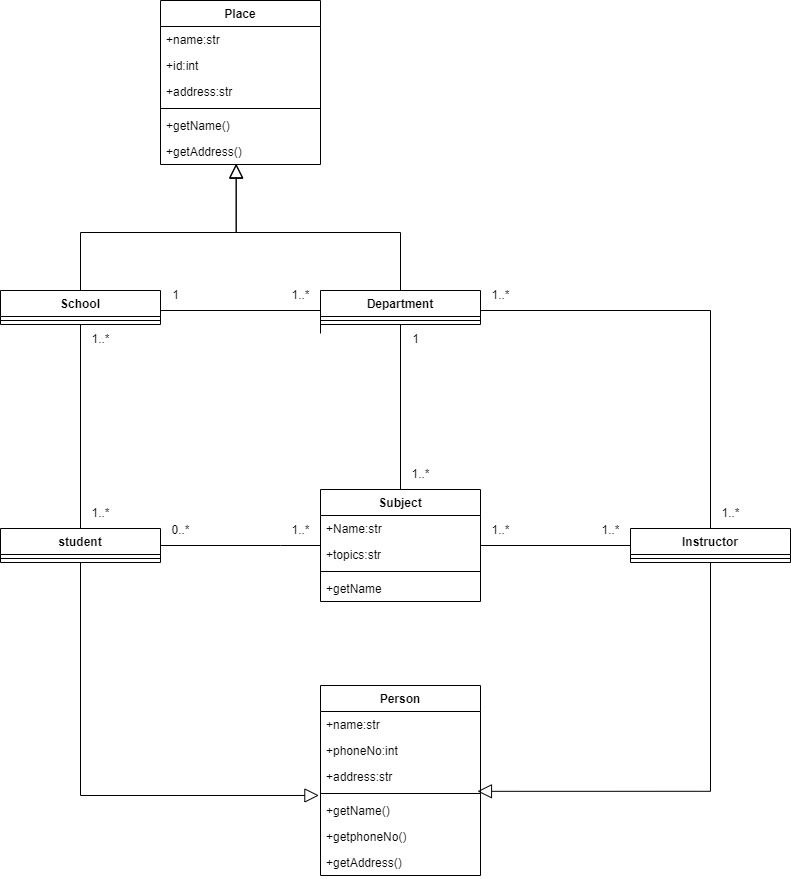 Place
+name:str
+id:int
+address:str
+getName()
+getAddress()
School
1
1..*
Department
1..*
1..*
1
1..*
1..*
1..*
student
0..*
1..*
Subject
+Name:str
+topics:str
+getName
1..*
1..*
Instructor
Person
+name:str
+phoneNo:int
+address:str
+getName()
+getphoneNo()
+getAddress()